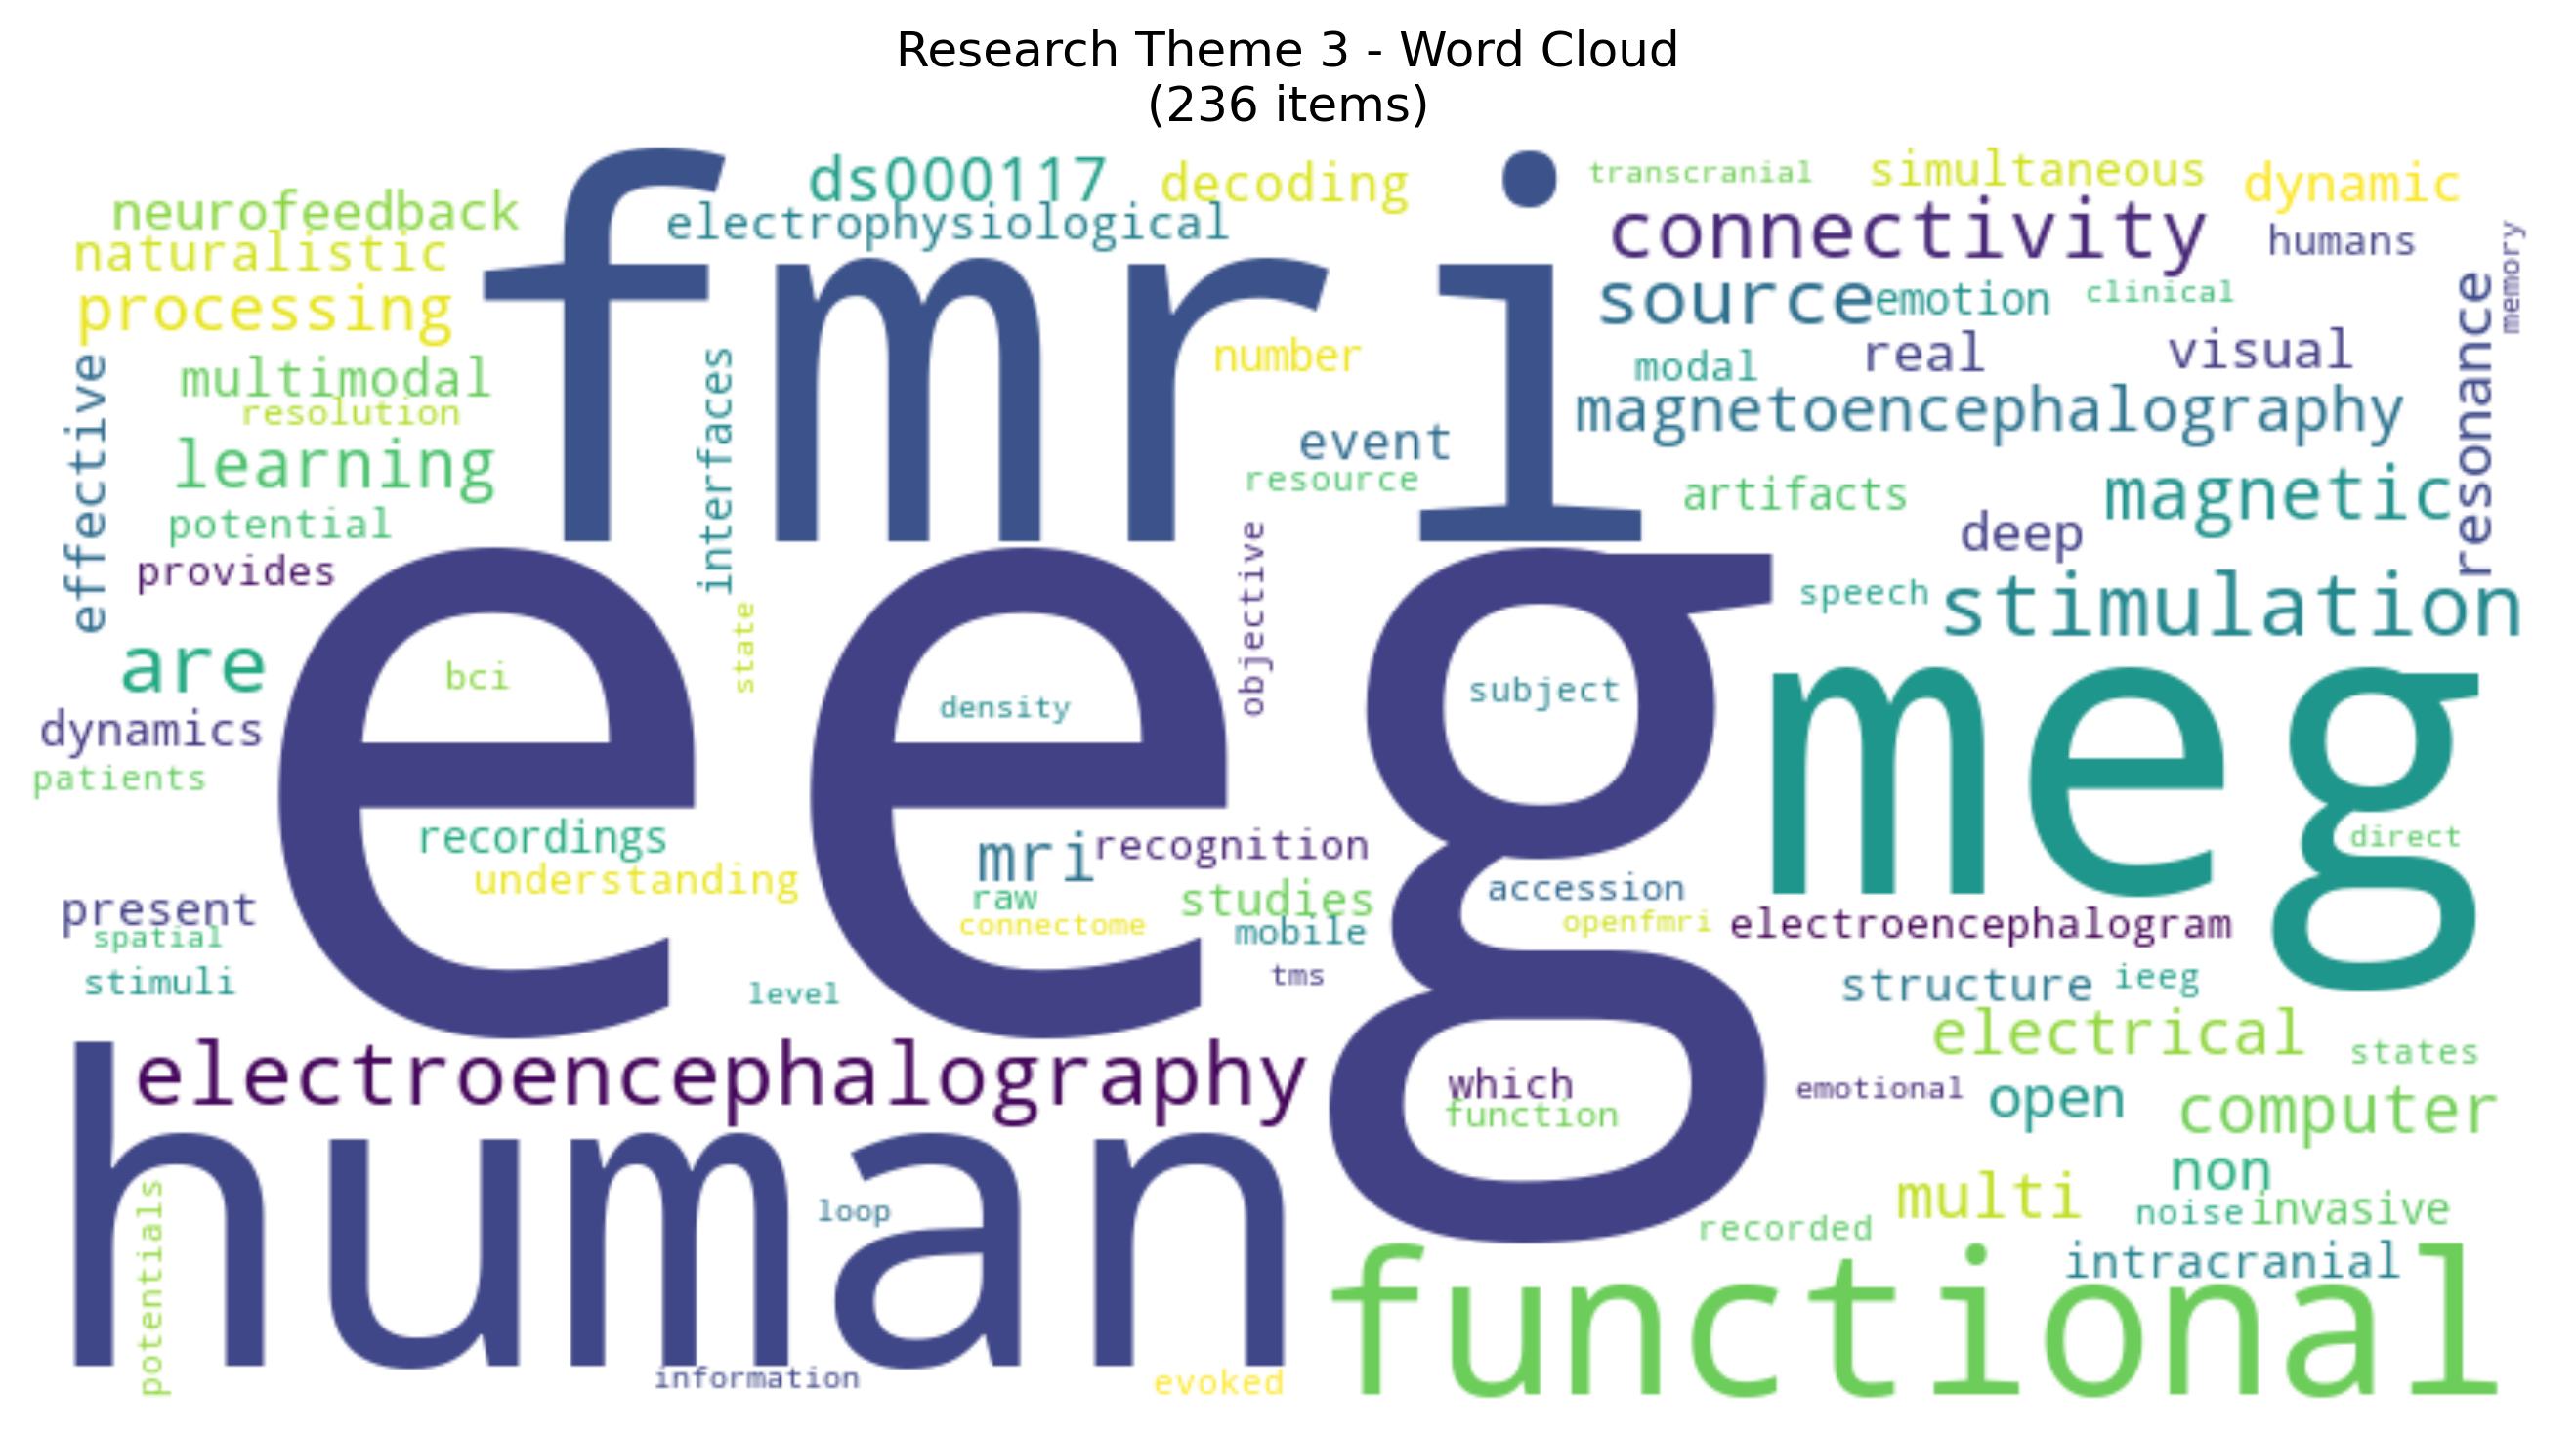 Research Theme 3 - Word Cloud
(236 items)
fmri
eeg
meg
human
functional
neurofeedback
naturalistic
processing
effective
multimodal
resolution
learning
potential
provides
are
dynamics
patients
present
spatial
stimuli
ds000117
decoding
electrophysiological
interfaces
number
event
resource
objective
state
transcranial
simultaneous
dynamic
connectivity
humans
memory
source
emotion
clinical
modal
real
visual
resonance
magnetoencephalography
artifacts
magnetic
deep
speech
stimulation
bci
density
subject
recordings
understanding
mri
recognition
raw
studies
connectome
mobile
tms
level
accession
openfmri
direct
electroencephalogram
structure
ieeg
electrical
states
electroencephalography
which
function
emotional
open
computer
non
multi
noise
invasive
recorded
intracranial
loop
potentials
information
evoked